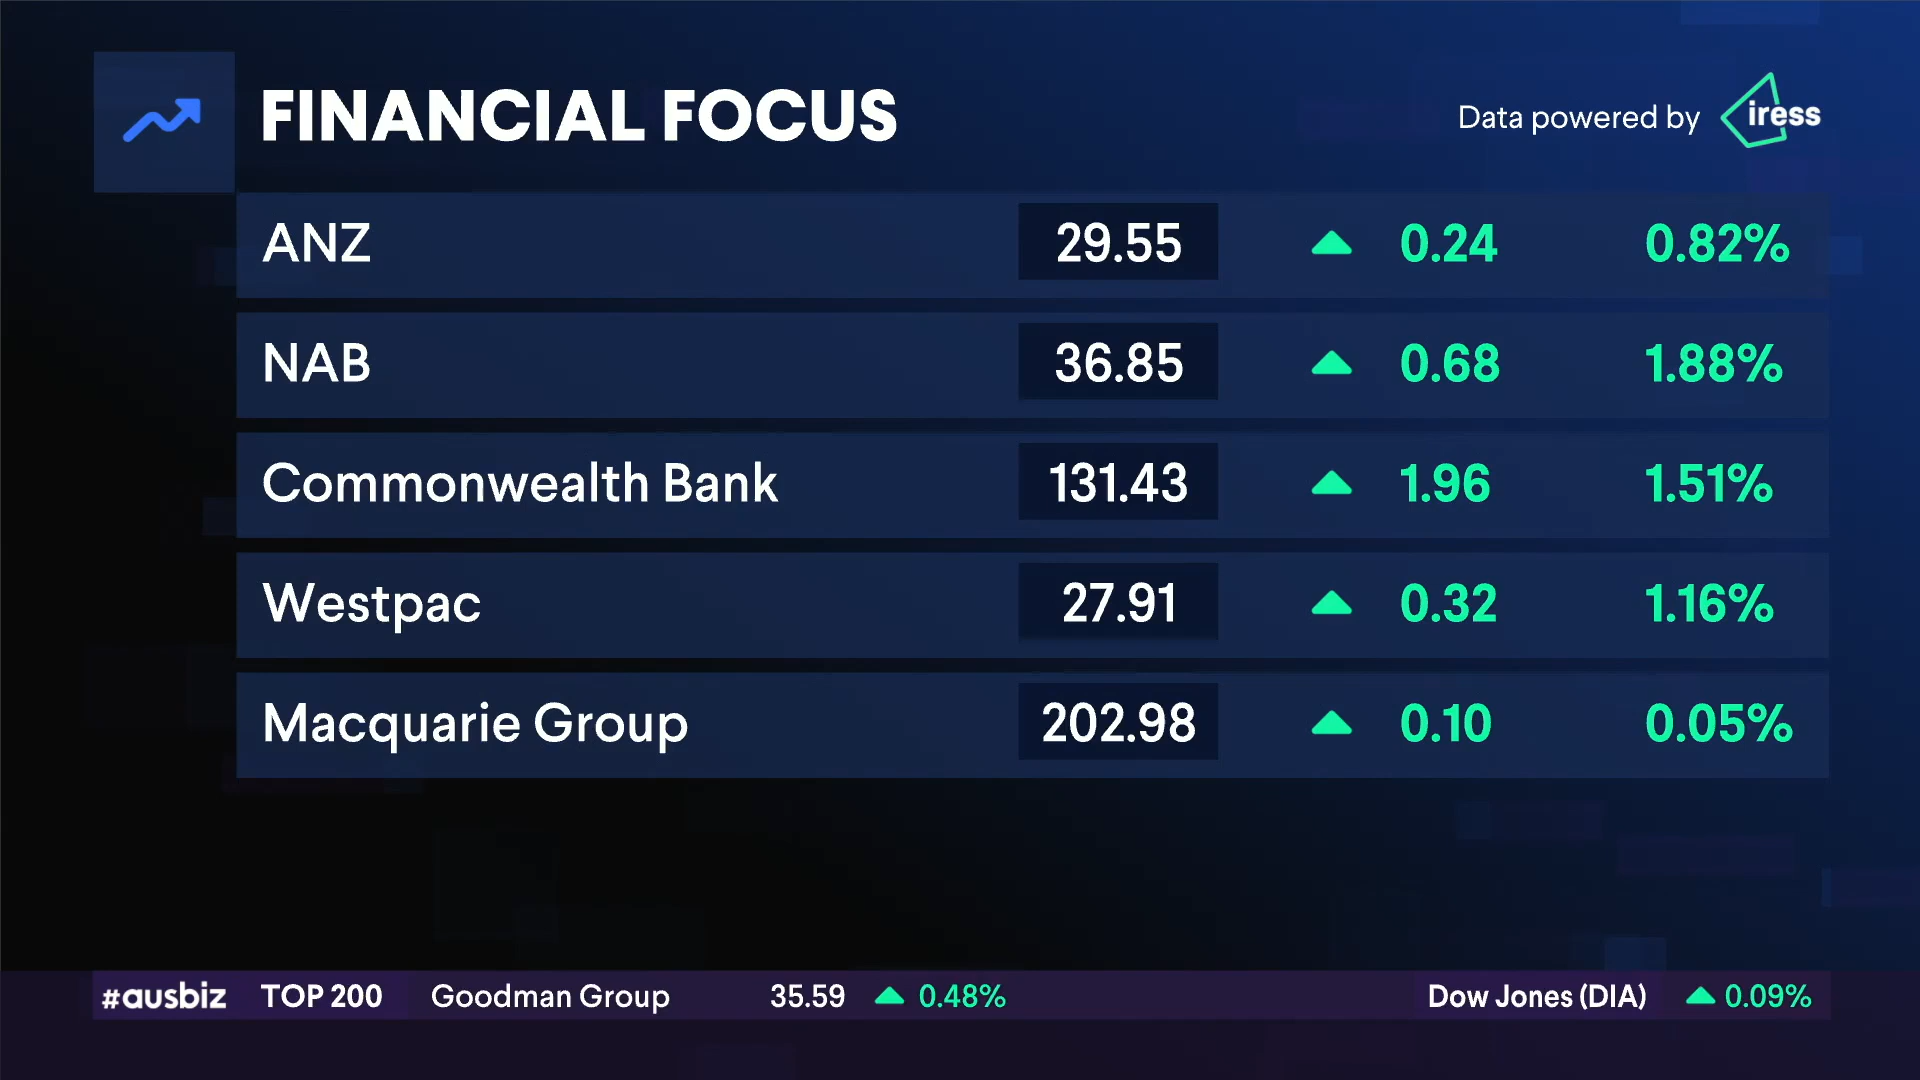 FINANCIAL FOCUS
Data powered by iress
ANZ 29.55 ▲ 0.24 0.82%
NAB 36.85 ▲ 0.68 1.88%
Commonwealth Bank 131.43 ▲ 1.96 1.51%
Westpac 27.91 ▲ 0.32 1.16%
Macquarie Group 202.98 ▲ 0.10 0.05%
#ausbiz TOP 200 Goodman Group 35.59 ▲ 0.48% Dow Jones (DIA) ▲ 0.09%